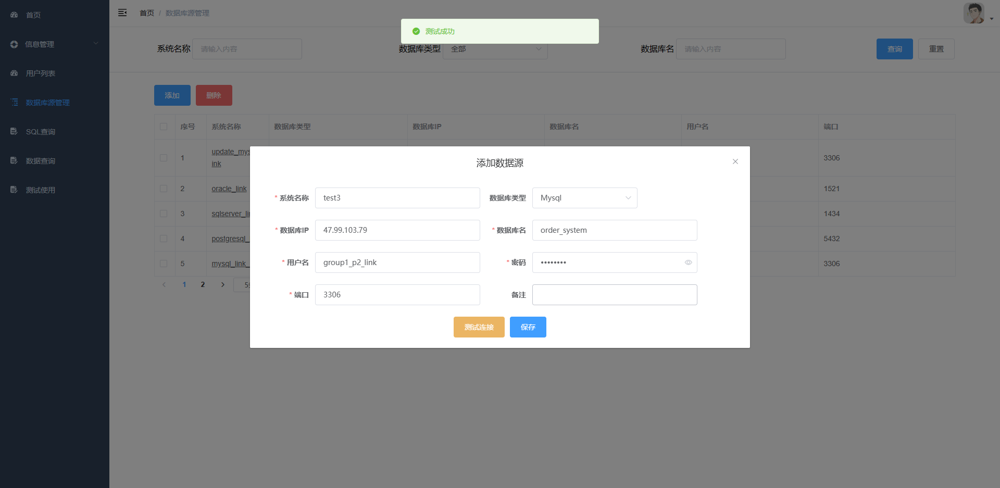 首页
信息管理
用户列表
数据库源管理
SQL查询
数据查询
测试使用
首页 / 数据库源管理
测试成功
系统名称 请输入内容 数据库类型 全部 数据库名 请输入内容 查询 重置
添加 删除
序号 系统名称 数据库类型 数据库IP 数据库名 用户名 端口
1 update_mys
ink 3306
2 oracle_link 1521
3 sqlserver_li 1434
4 postgresql_ 5432
5 mysql_link_ 3306
1 2 5
添加数据源
* 系统名称 test3 数据库类型 Mysql
* 数据库IP 47.99.103.79 * 数据库名 order_system
* 用户名 group1_p2_link * 密码 ••••••••
* 端口 3306 备注
测试连接 保存